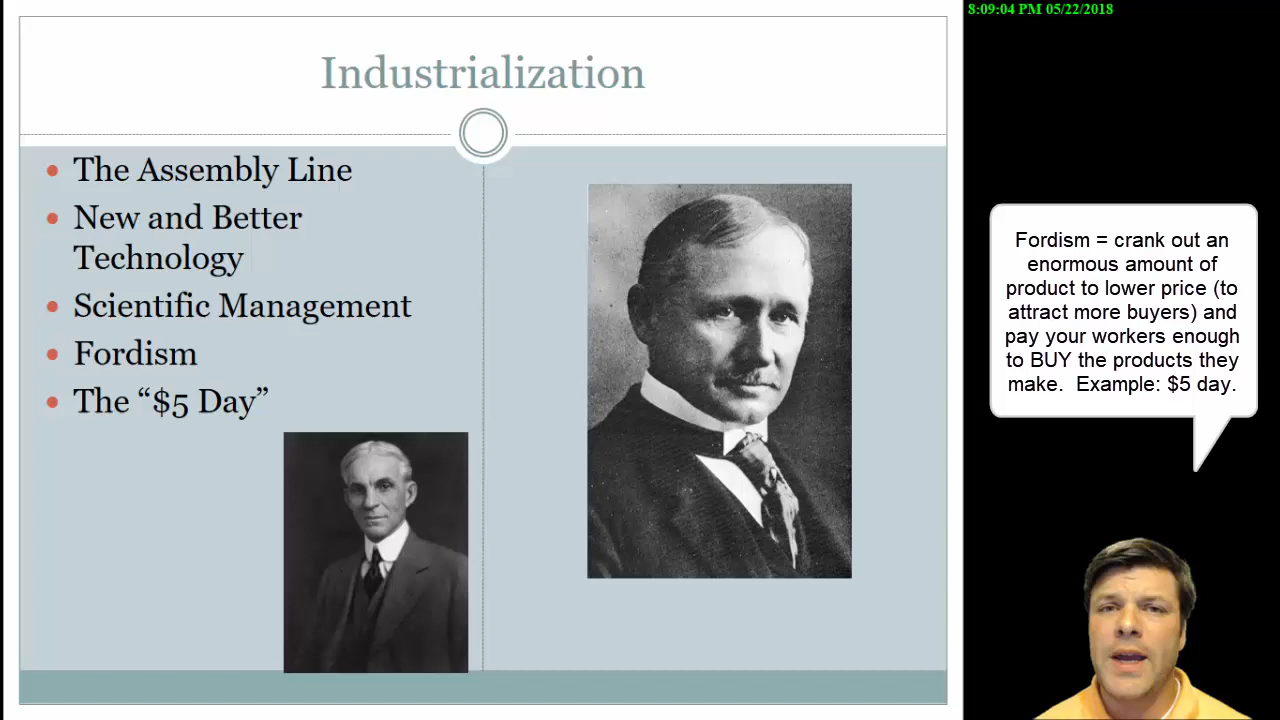 8:09:04 PM 05/22/2018
Industrialization
• The Assembly Line
• New and Better
Technology
• Scientific Management
• Fordism
• The “$5 Day”
Fordism = crank out an
enormous amount of
product to lower price (to
attract more buyers) and
pay your workers enough
to BUY the products they
make.  Example: $5 day.